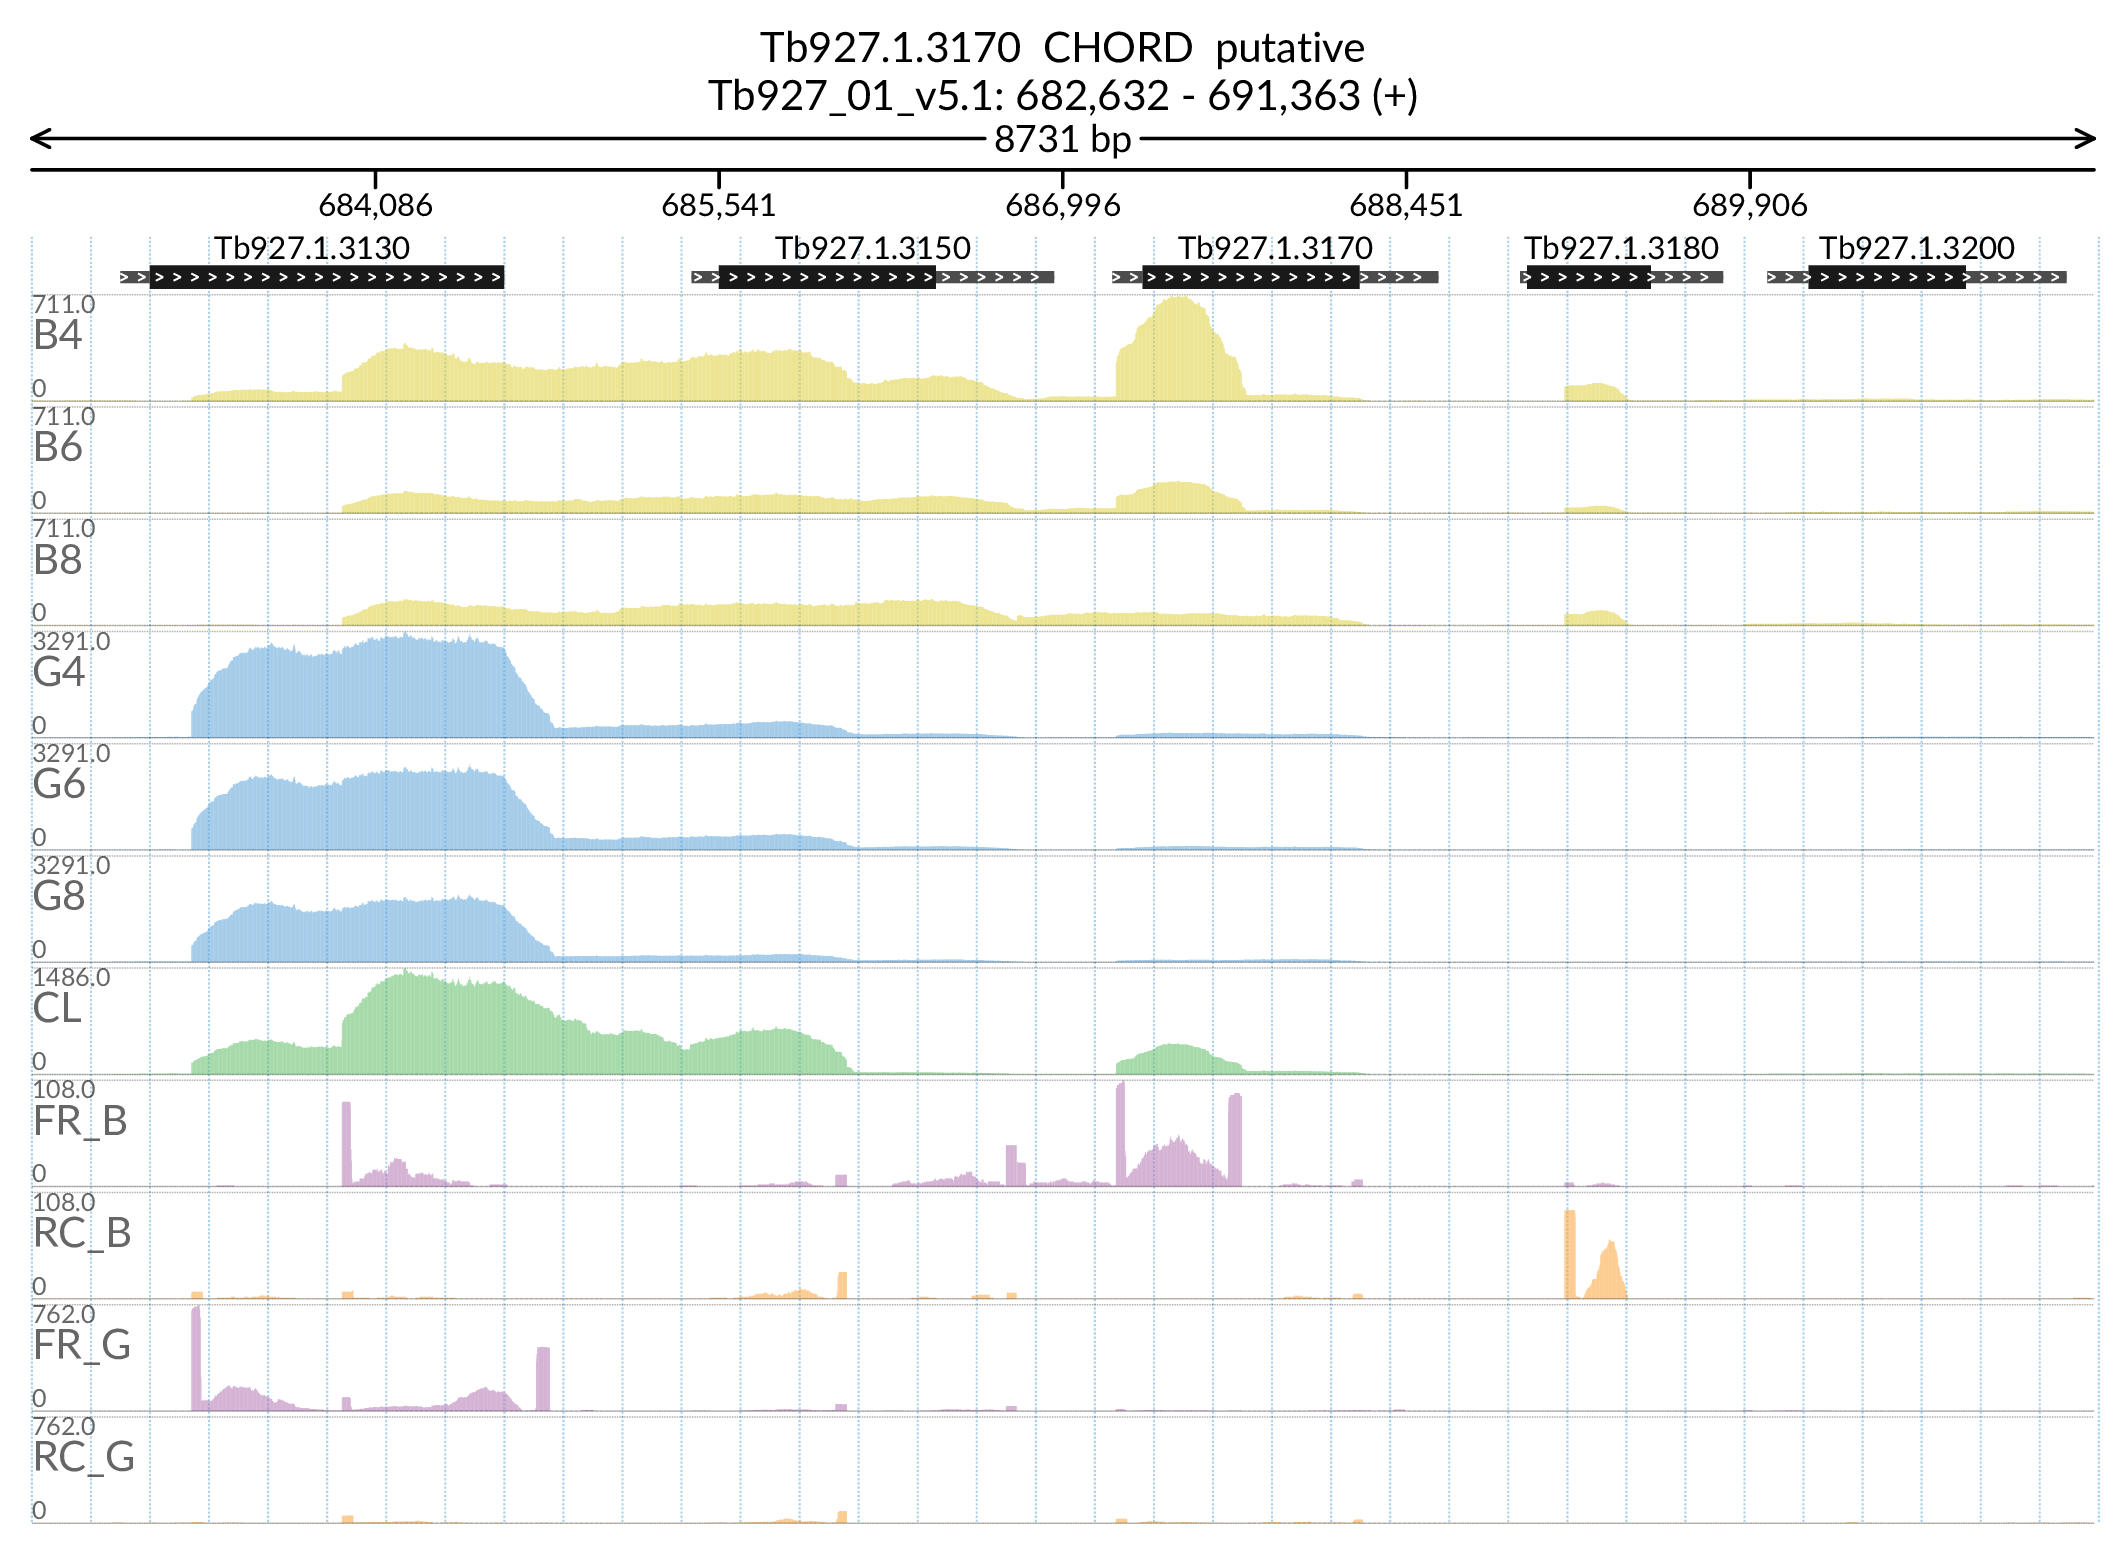 Tb927.1.3170 CHORD putative
Tb927_01_v5.1: 682,632 - 691,363 (+)
8731 bp
684,086 685,541 686,996 688,451 689,906
Tb927.1.3130 Tb927.1.3150 Tb927.1.3170 Tb927.1.3180 Tb927.1.3200
711.0
B4
0
711.0
B6
0
711.0
B8
0
3291.0
G4
0
3291.0
G6
0
3291.0
G8
0
1486.0
CL
0
108.0
FR_B
0
108.0
RC_B
0
762.0
FR_G
0
762.0
RC_G
0